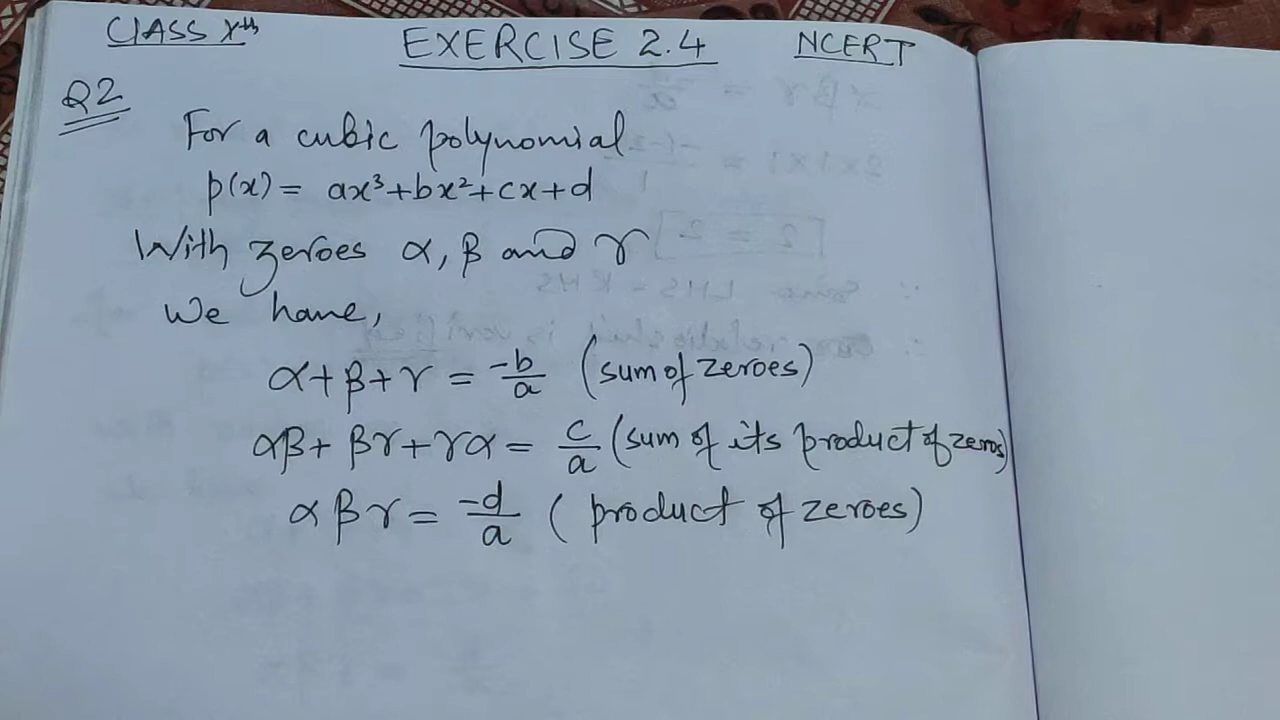 CLASS Xth EXERCISE 2.4 NCERT
Q2
For a cubic polynomial
p(x) = ax³+bx²+cx+d
With zeroes α, β and γ
We have,
α+β+γ = -b/a (sum of zeroes)
αβ+βγ+γα = c/a (sum of its product of zeros)
αβγ = -d/a (product of zeroes)